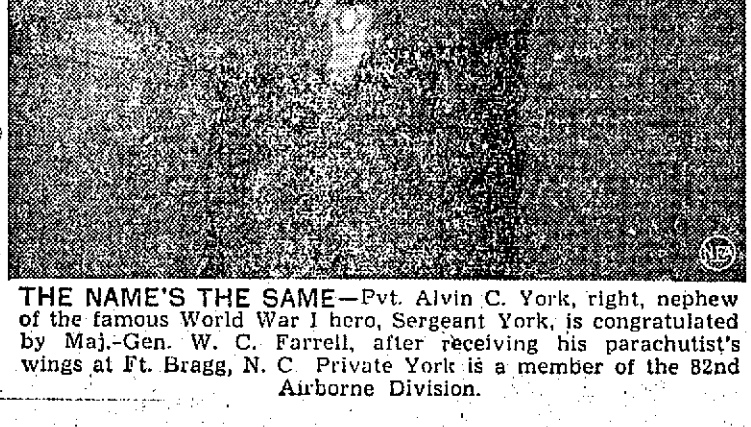 NEA
THE NAME'S THE SAME—Pvt. Alvin C. York, right, nephew
of the famous World War I hero, Sergeant York, is congratulated
by Maj.-Gen. W. C. Farrell, after receiving his parachutist's
wings at Ft. Bragg, N. C. Private York is a member of the 82nd
Airborne Division.